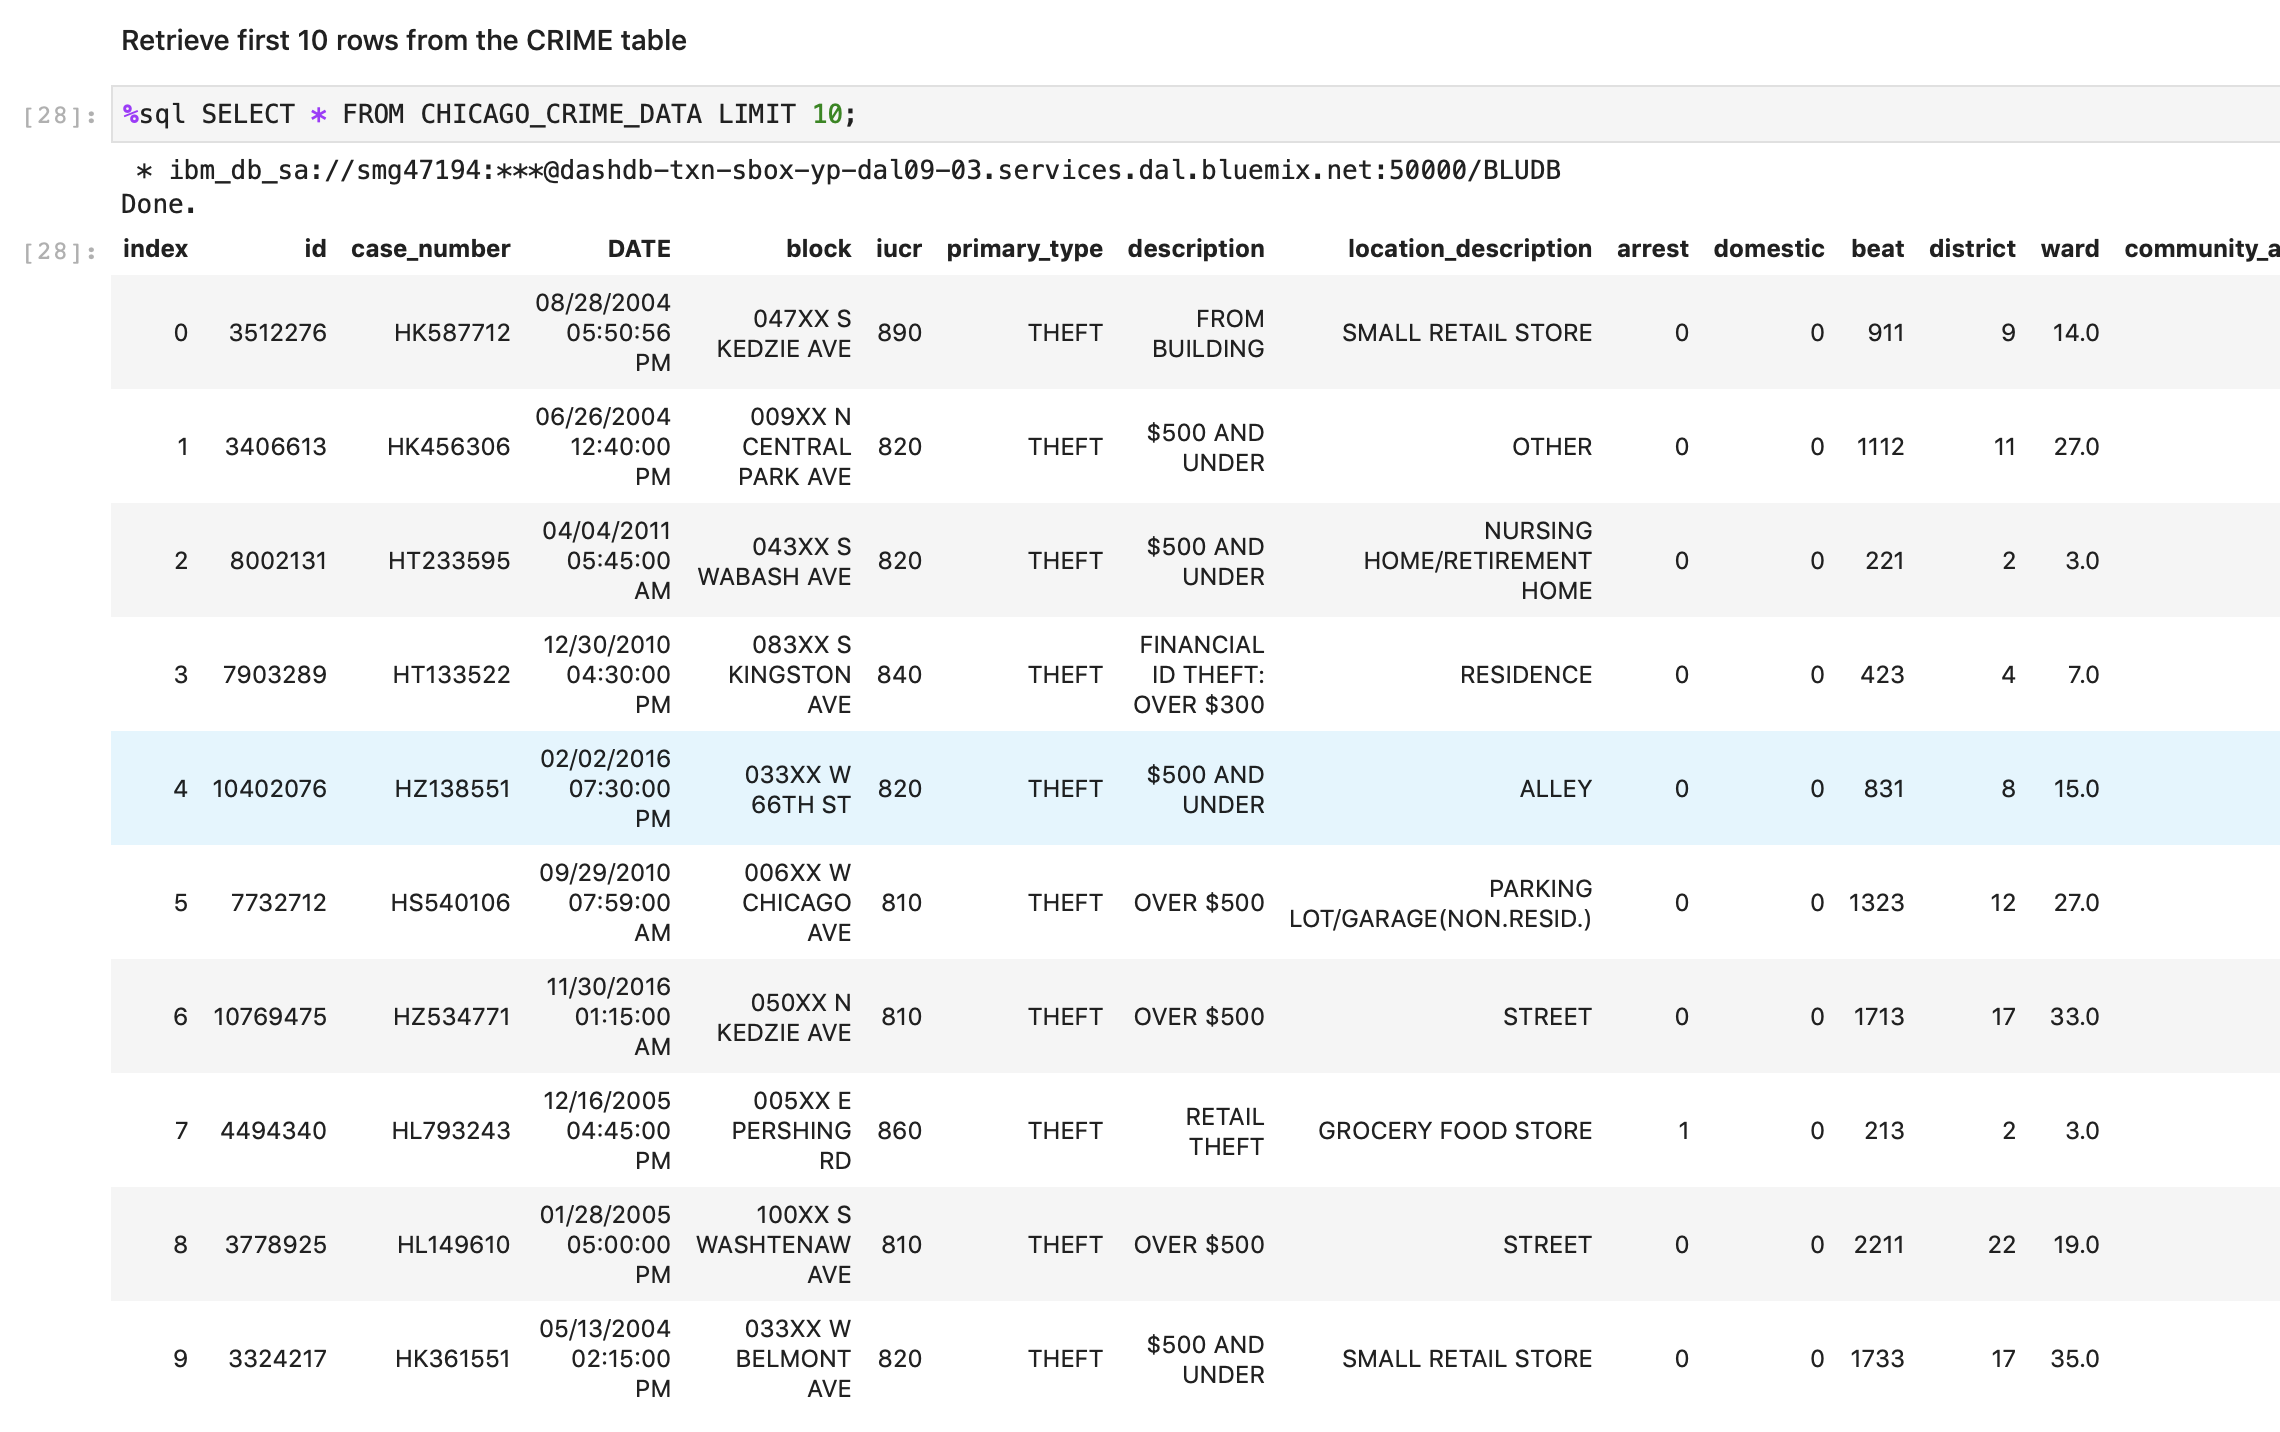 Retrieve first 10 rows from the CRIME table
[28]: %sql SELECT * FROM CHICAGO_CRIME_DATA LIMIT 10;
* ibm_db_sa://smg47194:***@dashdb-txn-sbox-yp-dal09-03.services.dal.bluemix.net:50000/BLUDB
Done.
[28]: index id case_number DATE block iucr primary_type description location_description arrest domestic beat district ward community_a
0 3512276 HK587712 08/28/2004 05:50:56 PM 047XX S KEDZIE AVE 890 THEFT FROM BUILDING SMALL RETAIL STORE 0 0 911 9 14.0
1 3406613 HK456306 06/26/2004 12:40:00 PM 009XX N CENTRAL PARK AVE 820 THEFT $500 AND UNDER OTHER 0 0 1112 11 27.0
2 8002131 HT233595 04/04/2011 05:45:00 AM 043XX S WABASH AVE 820 THEFT $500 AND UNDER NURSING HOME/RETIREMENT HOME 0 0 221 2 3.0
3 7903289 HT133522 12/30/2010 04:30:00 PM 083XX S KINGSTON AVE 840 THEFT FINANCIAL ID THEFT: OVER $300 RESIDENCE 0 0 423 4 7.0
4 10402076 HZ138551 02/02/2016 07:30:00 PM 033XX W 66TH ST 820 THEFT $500 AND UNDER ALLEY 0 0 831 8 15.0
5 7732712 HS540106 09/29/2010 07:59:00 AM 006XX W CHICAGO AVE 810 THEFT OVER $500 PARKING LOT/GARAGE(NON.RESID.) 0 0 1323 12 27.0
6 10769475 HZ534771 11/30/2016 01:15:00 AM 050XX N KEDZIE AVE 810 THEFT OVER $500 STREET 0 0 1713 17 33.0
7 4494340 HL793243 12/16/2005 04:45:00 PM 005XX E PERSHING RD 860 THEFT RETAIL THEFT GROCERY FOOD STORE 1 0 213 2 3.0
8 3778925 HL149610 01/28/2005 05:00:00 PM 100XX S WASHTENAW AVE 810 THEFT OVER $500 STREET 0 0 2211 22 19.0
9 3324217 HK361551 05/13/2004 02:15:00 PM 033XX W BELMONT AVE 820 THEFT $500 AND UNDER SMALL RETAIL STORE 0 0 1733 17 35.0